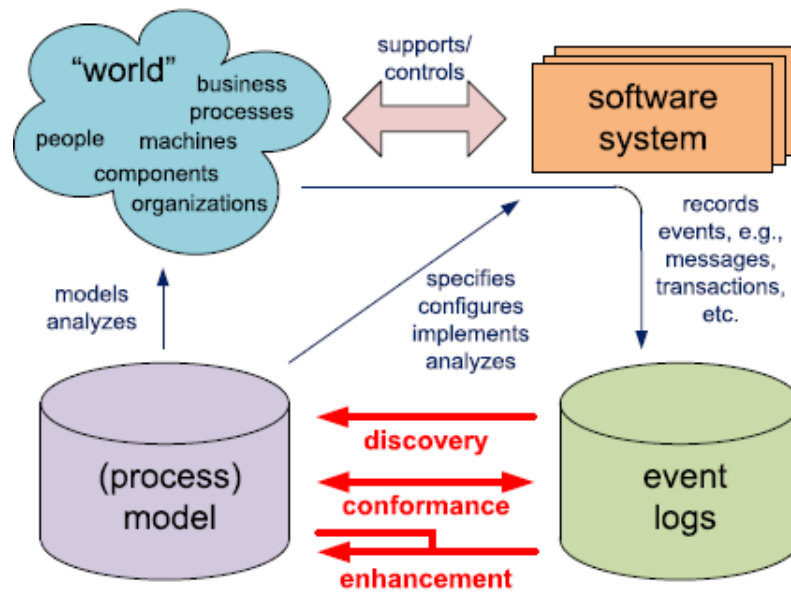 “world”
business
processes
people
machines
components
organizations
supports/
controls
software
system
records
events, e.g.,
messages,
transactions,
etc.
models
analyzes
specifies
configures
implements
analyzes
(process)
model
discovery
conformance
enhancement
event
logs